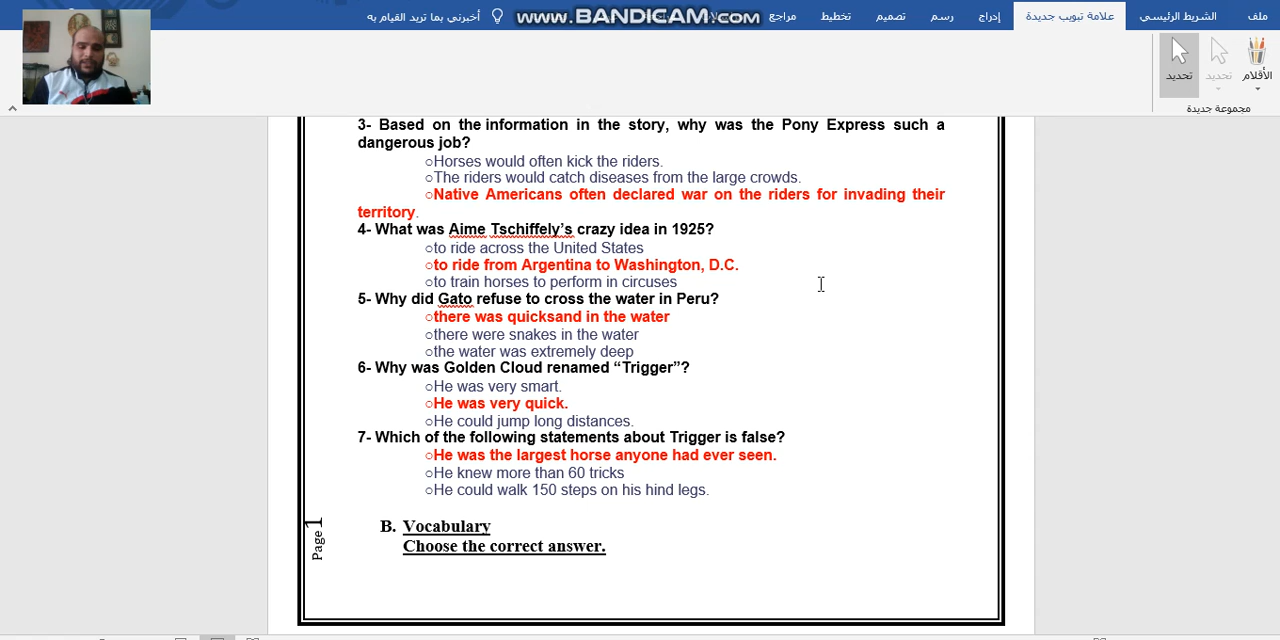 ملف الشريط الرئيسي علامة تبويب جديدة إدراج رسم تصميم تخطيط مراجع أخبرني بما تريد القيام به
www.BANDICAM.com
الأقلام تحديد تحديد
مجموعة جديدة
3- Based on the information in the story, why was the Pony Express such a
dangerous job?
○Horses would often kick the riders.
○The riders would catch diseases from the large crowds.
○Native Americans often declared war on the riders for invading their
territory.
4- What was Aime Tschiffely’s crazy idea in 1925?
○to ride across the United States
○to ride from Argentina to Washington, D.C.
○to train horses to perform in circuses
5- Why did Gato refuse to cross the water in Peru?
○there was quicksand in the water
○there were snakes in the water
○the water was extremely deep
6- Why was Golden Cloud renamed “Trigger”?
○He was very smart.
○He was very quick.
○He could jump long distances.
7- Which of the following statements about Trigger is false?
○He was the largest horse anyone had ever seen.
○He knew more than 60 tricks
○He could walk 150 steps on his hind legs.
Page 1
B. Vocabulary
Choose the correct answer.